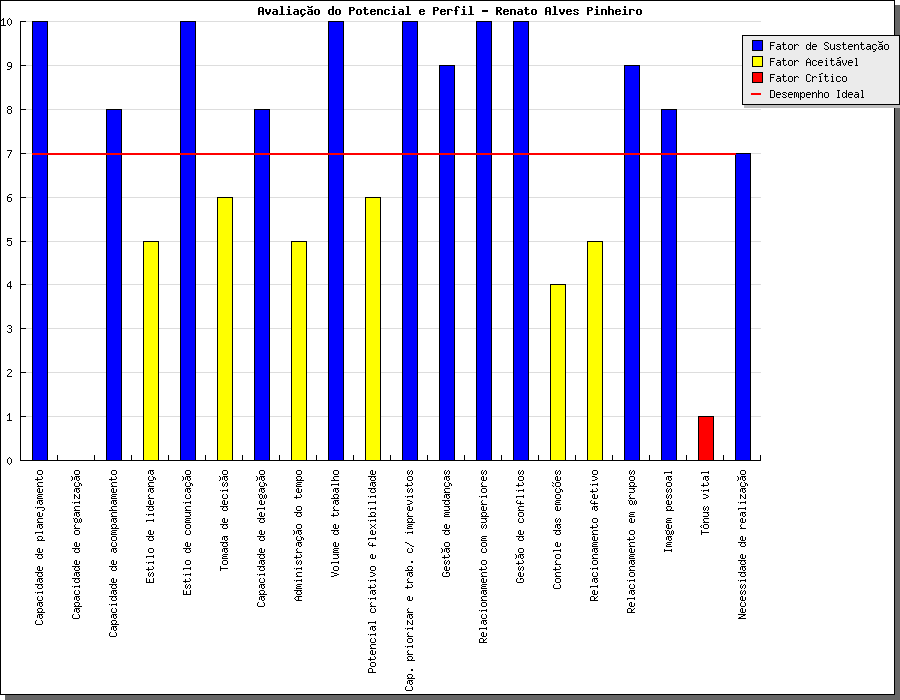 Avaliação do Potencial e Perfil - Renato Alves Pinheiro
Fator de Sustentação
Fator Aceitável
Fator Crítico
Desempenho Ideal
10
9
8
7
6
5
4
3
2
1
0
Capacidade de planejamento
Capacidade de organização
Capacidade de acompanhamento
Estilo de liderança
Estilo de comunicação
Tomada de decisão
Capacidade de delegação
Administração do tempo
Volume de trabalho
Potencial criativo e flexibilidade
Cap. priorizar e trab. c/ imprevistos
Gestão de mudanças
Relacionamento com superiores
Gestão de conflitos
Controle das emoções
Relacionamento afetivo
Relacionamento em grupos
Imagem pessoal
Tônus vital
Necessidade de realização